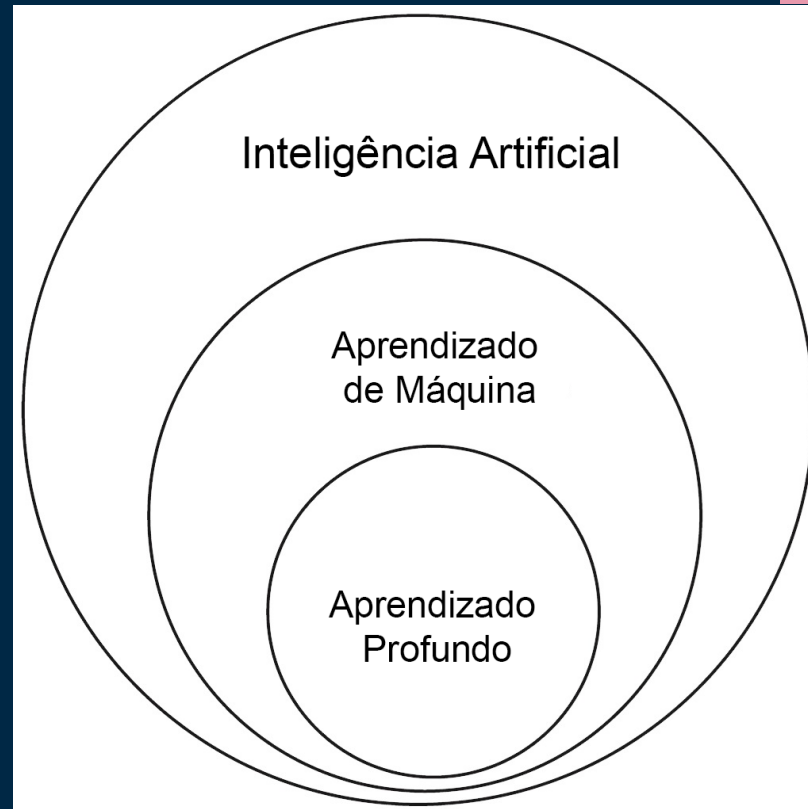 Inteligência Artificial
Aprendizado
de Máquina
Aprendizado
Profundo